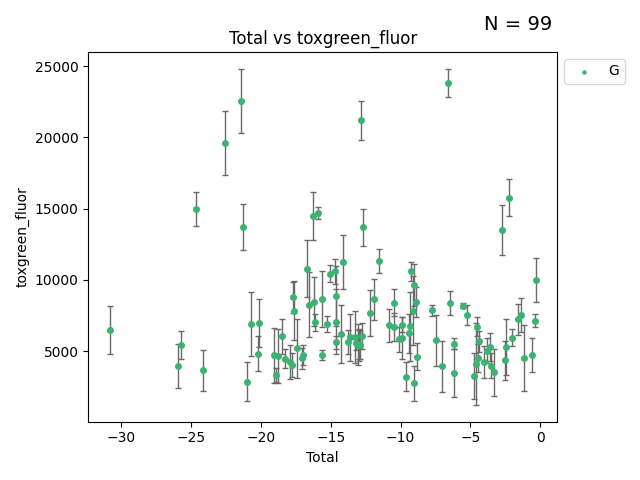 N = 99
Total vs toxgreen_fluor
G
25000
20000
15000
10000
5000
toxgreen_fluor
−30 −25 −20 −15 −10 −5 0
Total